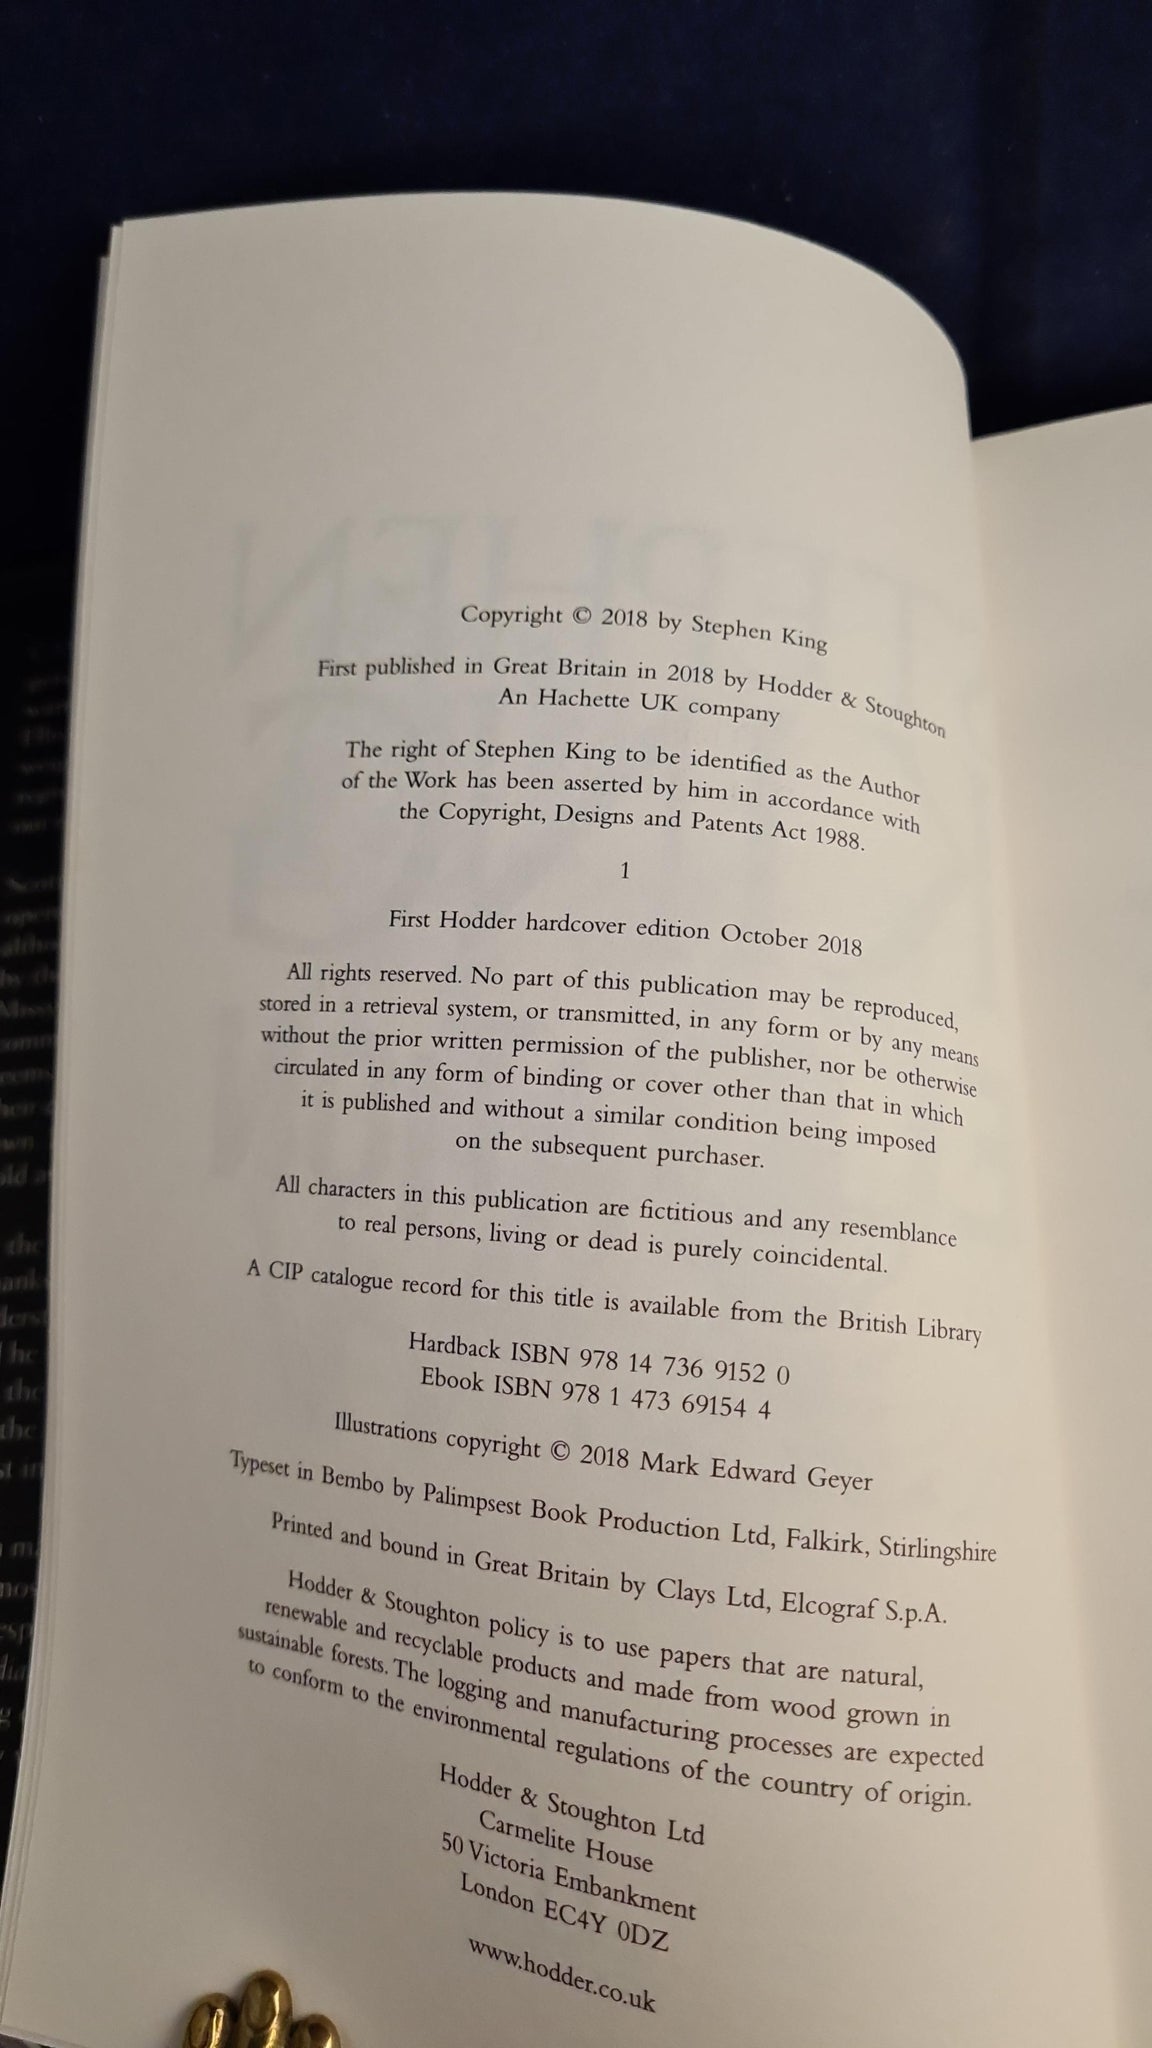 Copyright © 2018 by Stephen King
First published in Great Britain in 2018 by Hodder & Stoughton
An Hachette UK company
The right of Stephen King to be identified as the Author
of the Work has been asserted by him in accordance with
the Copyright, Designs and Patents Act 1988.
1
First Hodder hardcover edition October 2018
All rights reserved. No part of this publication may be reproduced,
stored in a retrieval system, or transmitted, in any form or by any means
without the prior written permission of the publisher, nor be otherwise
circulated in any form of binding or cover other than that in which
it is published and without a similar condition being imposed
on the subsequent purchaser.
All characters in this publication are fictitious and any resemblance
to real persons, living or dead is purely coincidental.
A CIP catalogue record for this title is available from the British Library
Hardback ISBN 978 14 736 9152 0
Ebook ISBN 978 1 473 69154 4
Illustrations copyright © 2018 Mark Edward Geyer
Typeset in Bembo by Palimpsest Book Production Ltd, Falkirk, Stirlingshire
Printed and bound in Great Britain by Clays Ltd, Elcograf S.p.A.
Hodder & Stoughton policy is to use papers that are natural,
renewable and recyclable products and made from wood grown in
sustainable forests. The logging and manufacturing processes are expected
to conform to the environmental regulations of the country of origin.
Hodder & Stoughton Ltd
Carmelite House
50 Victoria Embankment
London EC4Y 0DZ
www.hodder.co.uk